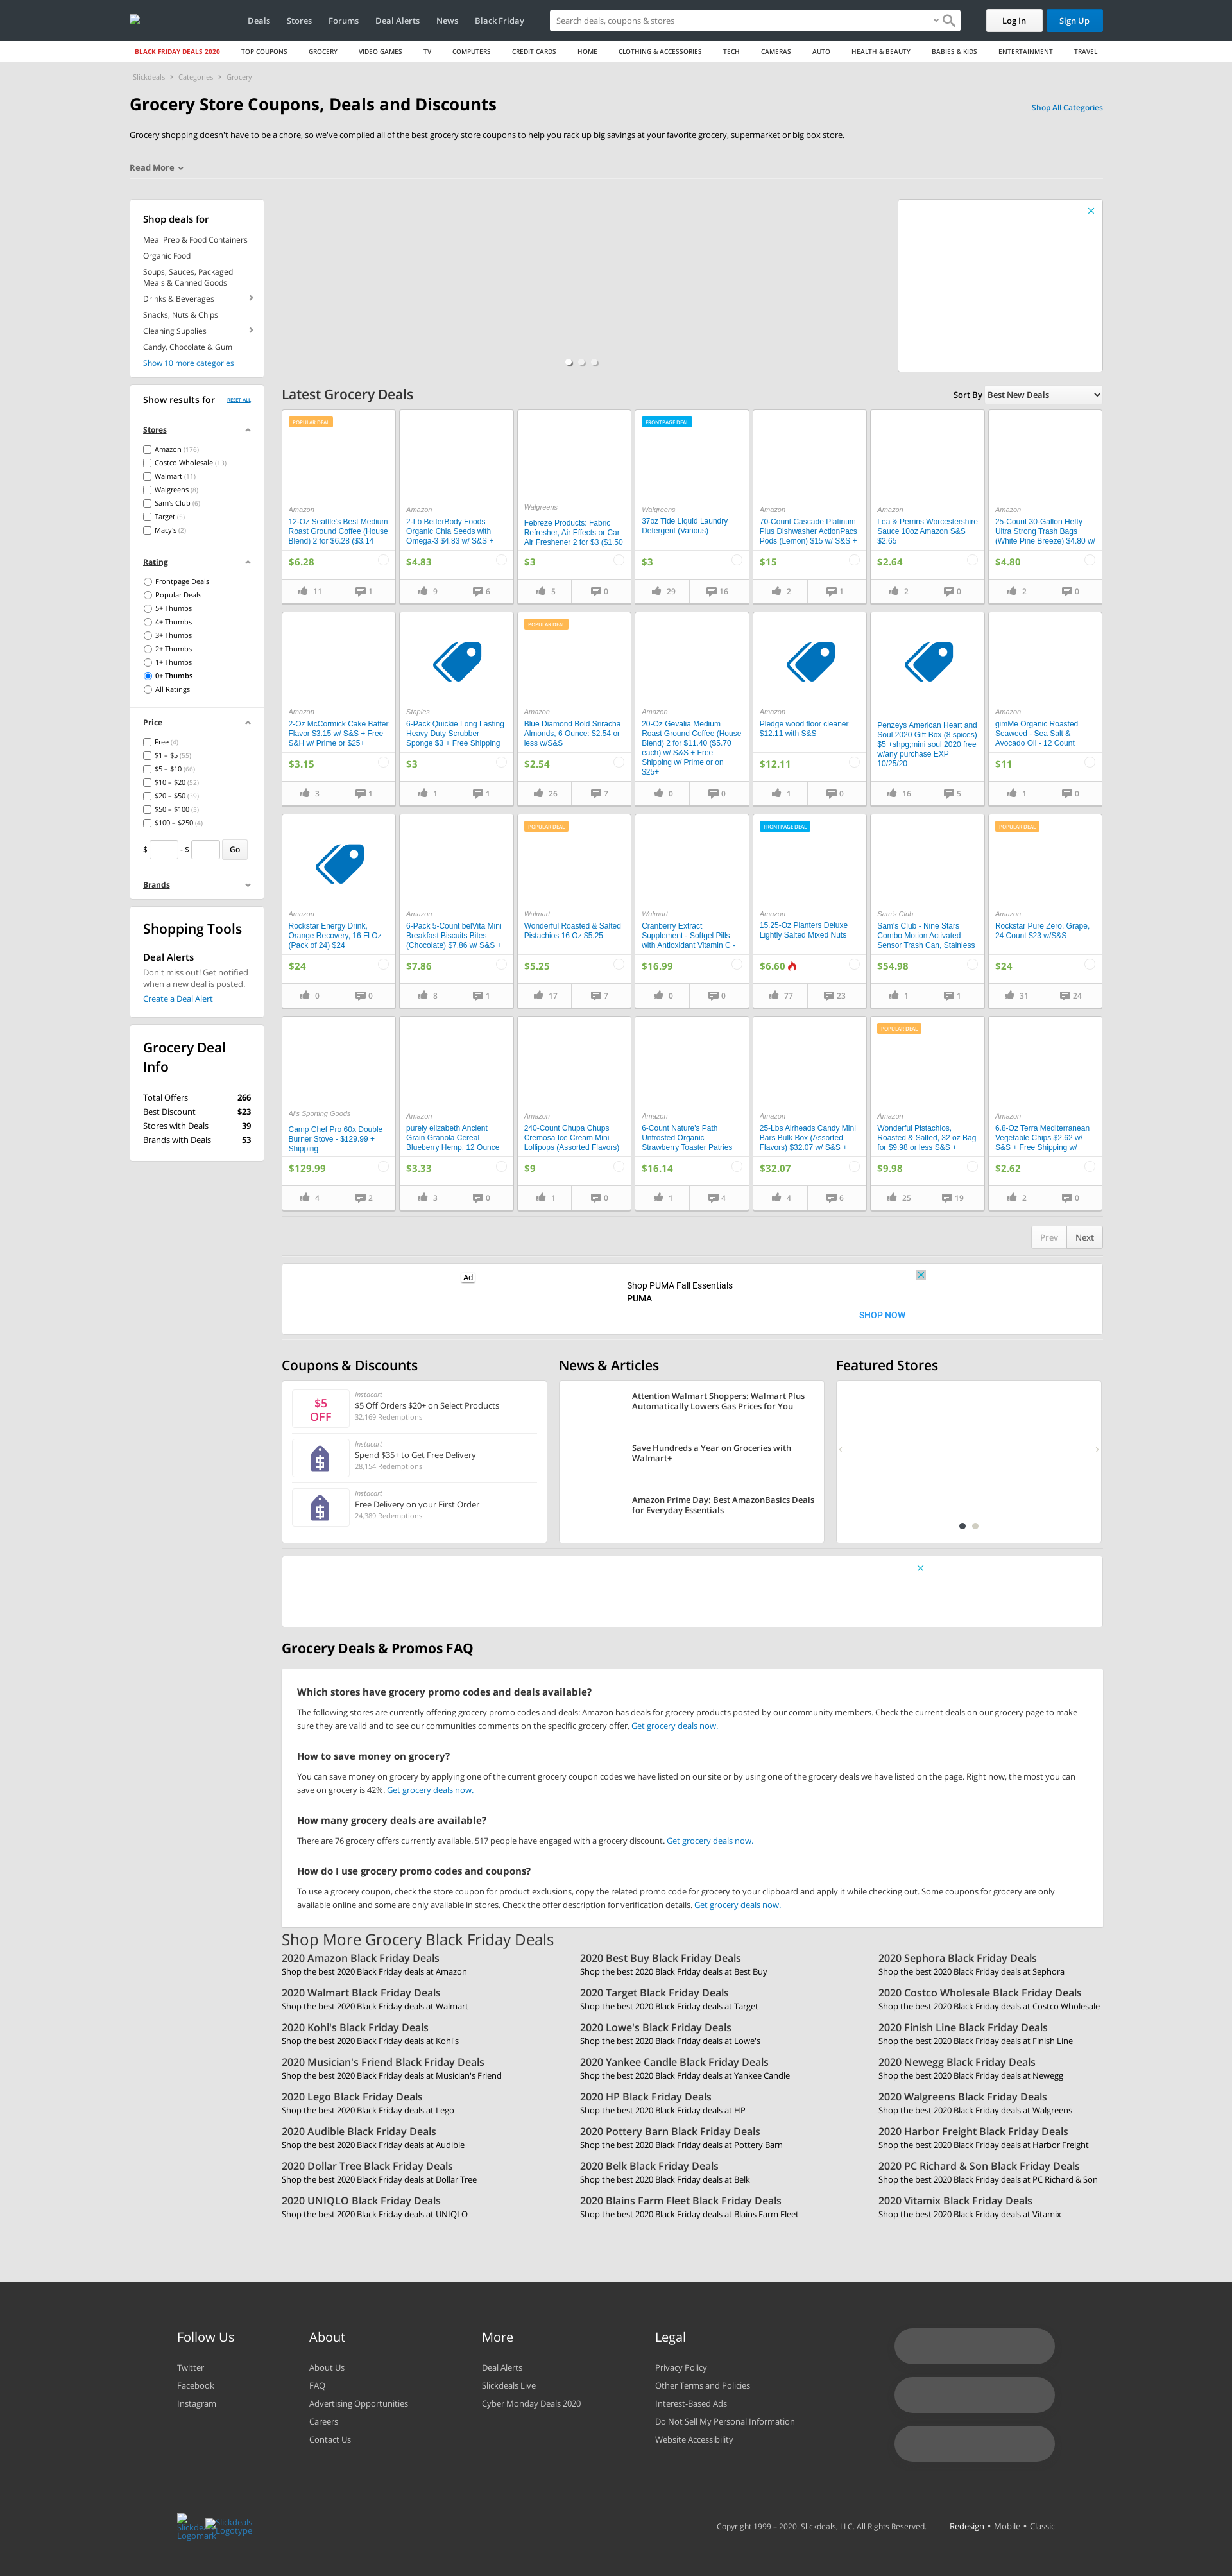 Deals Stores Forums Deal Alerts News Black Friday
Search deals, coupons & stores
Log In Sign Up
BLACK FRIDAY DEALS 2020 TOP COUPONS GROCERY VIDEO GAMES TV COMPUTERS CREDIT CARDS HOME CLOTHING & ACCESSORIES TECH CAMERAS AUTO HEALTH & BEAUTY BABIES & KIDS ENTERTAINMENT TRAVEL
Slickdeals Categories Grocery
Grocery Store Coupons, Deals and Discounts
Shop All Categories
Grocery shopping doesn't have to be a chore, so we've compiled all of the best grocery store coupons to help you rack up big savings at your favorite grocery, supermarket or big box store.
Read More
Shop deals for
Meal Prep & Food Containers
Organic Food
Soups, Sauces, Packaged
Meals & Canned Goods
Drinks & Beverages
Snacks, Nuts & Chips
Cleaning Supplies
Candy, Chocolate & Gum
Show 10 more categories
Show results for RESET ALL
Stores
Amazon (176)
Costco Wholesale (13)
Walmart (11)
Walgreens (8)
Sam's Club (6)
Target (5)
Macy's (2)
Rating
Frontpage Deals
Popular Deals
5+ Thumbs
4+ Thumbs
3+ Thumbs
2+ Thumbs
1+ Thumbs
0+ Thumbs
All Ratings
Price
Free (4)
$1 – $5 (55)
$5 – $10 (66)
$10 – $20 (52)
$20 – $50 (39)
$50 – $100 (5)
$100 – $250 (4)
$ - $ Go
Brands
Shopping Tools
Deal Alerts
Don't miss out! Get notified
when a new deal is posted.
Create a Deal Alert
Grocery Deal
Info
Total Offers 266
Best Discount $23
Stores with Deals 39
Brands with Deals 53
Latest Grocery Deals
Sort By Best New Deals
POPULAR DEAL
Amazon
12-Oz Seattle's Best Medium
Roast Ground Coffee (House
Blend) 2 for $6.28 ($3.14
$6.28
11 1
Amazon
2-Lb BetterBody Foods
Organic Chia Seeds with
Omega-3 $4.83 w/ S&S +
$4.83
9 6
Walgreens
Febreze Products: Fabric
Refresher, Air Effects or Car
Air Freshener 2 for $3 ($1.50
$3
5 0
FRONTPAGE DEAL
Walgreens
37oz Tide Liquid Laundry
Detergent (Various)
$3
29 16
Amazon
70-Count Cascade Platinum
Plus Dishwasher ActionPacs
Pods (Lemon) $15 w/ S&S +
$15
2 1
Amazon
Lea & Perrins Worcestershire
Sauce 10oz Amazon S&S
$2.65
$2.64
2 0
Amazon
25-Count 30-Gallon Hefty
Ultra Strong Trash Bags
(White Pine Breeze) $4.80 w/
$4.80
2 0
Amazon
2-Oz McCormick Cake Batter
Flavor $3.15 w/ S&S + Free
S&H w/ Prime or $25+
$3.15
3 1
Staples
6-Pack Quickie Long Lasting
Heavy Duty Scrubber
Sponge $3 + Free Shipping
$3
1 1
POPULAR DEAL
Amazon
Blue Diamond Bold Sriracha
Almonds, 6 Ounce: $2.54 or
less w/S&S
$2.54
26 7
Amazon
20-Oz Gevalia Medium
Roast Ground Coffee (House
Blend) 2 for $11.40 ($5.70
each) w/ S&S + Free
Shipping w/ Prime or on
$25+
0 0
Amazon
Pledge wood floor cleaner
$12.11 with S&S
$12.11
1 0
Penzeys American Heart and
Soul 2020 Gift Box (8 spices)
$5 +shpg;mini soul 2020 free
w/any purchase EXP
10/25/20
16 5
Amazon
gimMe Organic Roasted
Seaweed - Sea Salt &
Avocado Oil - 12 Count
$11
1 0
Amazon
Rockstar Energy Drink,
Orange Recovery, 16 Fl Oz
(Pack of 24) $24
$24
0 0
Amazon
6-Pack 5-Count belVita Mini
Breakfast Biscuits Bites
(Chocolate) $7.86 w/ S&S +
$7.86
8 1
POPULAR DEAL
Walmart
Wonderful Roasted & Salted
Pistachios 16 Oz $5.25
$5.25
17 7
Walmart
Cranberry Extract
Supplement - Softgel Pills
with Antioxidant Vitamin C -
$16.99
0 0
FRONTPAGE DEAL
Amazon
15.25-Oz Planters Deluxe
Lightly Salted Mixed Nuts
$6.60
77 23
Sam's Club
Sam's Club - Nine Stars
Combo Motion Activated
Sensor Trash Can, Stainless
$54.98
1 1
POPULAR DEAL
Amazon
Rockstar Pure Zero, Grape,
24 Count $23 w/S&S
$24
31 24
Al's Sporting Goods
Camp Chef Pro 60x Double
Burner Stove - $129.99 +
Shipping
$129.99
4 2
Amazon
purely elizabeth Ancient
Grain Granola Cereal
Blueberry Hemp, 12 Ounce
$3.33
3 0
Amazon
240-Count Chupa Chups
Cremosa Ice Cream Mini
Lollipops (Assorted Flavors)
$9
1 0
Amazon
6-Count Nature's Path
Unfrosted Organic
Strawberry Toaster Patries
$16.14
1 4
Amazon
25-Lbs Airheads Candy Mini
Bars Bulk Box (Assorted
Flavors) $32.07 w/ S&S +
$32.07
4 6
POPULAR DEAL
Amazon
Wonderful Pistachios,
Roasted & Salted, 32 oz Bag
for $9.98 or less S&S +
$9.98
25 19
Amazon
6.8-Oz Terra Mediterranean
Vegetable Chips $2.62 w/
S&S + Free Shipping w/
$2.62
2 0
Prev Next
Ad
Shop PUMA Fall Essentials
PUMA
SHOP NOW
Coupons & Discounts
$5
OFF
Instacart
$5 Off Orders $20+ on Select Products
32,169 Redemptions
Instacart
Spend $35+ to Get Free Delivery
28,154 Redemptions
Instacart
Free Delivery on your First Order
24,389 Redemptions
News & Articles
Attention Walmart Shoppers: Walmart Plus
Automatically Lowers Gas Prices for You
Save Hundreds a Year on Groceries with
Walmart+
Amazon Prime Day: Best AmazonBasics Deals
for Everyday Essentials
Featured Stores
Grocery Deals & Promos FAQ
Which stores have grocery promo codes and deals available?
The following stores are currently offering grocery promo codes and deals: Amazon has deals for grocery products posted by our community members. Check the current deals on our grocery page to make
sure they are valid and to see our communities comments on the specific grocery offer. Get grocery deals now.
How to save money on grocery?
You can save money on grocery by applying one of the current grocery coupon codes we have listed on our site or by using one of the grocery deals we have listed on the page. Right now, the most you can
save on grocery is 42%. Get grocery deals now.
How many grocery deals are available?
There are 76 grocery offers currently available. 517 people have engaged with a grocery discount. Get grocery deals now.
How do I use grocery promo codes and coupons?
To use a grocery coupon, check the store coupon for product exclusions, copy the related promo code for grocery to your clipboard and apply it while checking out. Some coupons for grocery are only
available online and some are only available in stores. Check the offer description for verification details. Get grocery deals now.
Shop More Grocery Black Friday Deals
2020 Amazon Black Friday Deals
Shop the best 2020 Black Friday deals at Amazon
2020 Best Buy Black Friday Deals
Shop the best 2020 Black Friday deals at Best Buy
2020 Sephora Black Friday Deals
Shop the best 2020 Black Friday deals at Sephora
2020 Walmart Black Friday Deals
Shop the best 2020 Black Friday deals at Walmart
2020 Target Black Friday Deals
Shop the best 2020 Black Friday deals at Target
2020 Costco Wholesale Black Friday Deals
Shop the best 2020 Black Friday deals at Costco Wholesale
2020 Kohl's Black Friday Deals
Shop the best 2020 Black Friday deals at Kohl's
2020 Lowe's Black Friday Deals
Shop the best 2020 Black Friday deals at Lowe's
2020 Finish Line Black Friday Deals
Shop the best 2020 Black Friday deals at Finish Line
2020 Musician's Friend Black Friday Deals
Shop the best 2020 Black Friday deals at Musician's Friend
2020 Yankee Candle Black Friday Deals
Shop the best 2020 Black Friday deals at Yankee Candle
2020 Newegg Black Friday Deals
Shop the best 2020 Black Friday deals at Newegg
2020 Lego Black Friday Deals
Shop the best 2020 Black Friday deals at Lego
2020 HP Black Friday Deals
Shop the best 2020 Black Friday deals at HP
2020 Walgreens Black Friday Deals
Shop the best 2020 Black Friday deals at Walgreens
2020 Audible Black Friday Deals
Shop the best 2020 Black Friday deals at Audible
2020 Pottery Barn Black Friday Deals
Shop the best 2020 Black Friday deals at Pottery Barn
2020 Harbor Freight Black Friday Deals
Shop the best 2020 Black Friday deals at Harbor Freight
2020 Dollar Tree Black Friday Deals
Shop the best 2020 Black Friday deals at Dollar Tree
2020 Belk Black Friday Deals
Shop the best 2020 Black Friday deals at Belk
2020 PC Richard & Son Black Friday Deals
Shop the best 2020 Black Friday deals at PC Richard & Son
2020 UNIQLO Black Friday Deals
Shop the best 2020 Black Friday deals at UNIQLO
2020 Blains Farm Fleet Black Friday Deals
Shop the best 2020 Black Friday deals at Blains Farm Fleet
2020 Vitamix Black Friday Deals
Shop the best 2020 Black Friday deals at Vitamix
Follow Us
Twitter
Facebook
Instagram
About
About Us
FAQ
Advertising Opportunities
Careers
Contact Us
More
Deal Alerts
Slickdeals Live
Cyber Monday Deals 2020
Legal
Privacy Policy
Other Terms and Policies
Interest-Based Ads
Do Not Sell My Personal Information
Website Accessibility
Slickdeals
Logomark
Slickdeals
Logotype
Copyright 1999 – 2020. Slickdeals, LLC. All Rights Reserved.
Redesign • Mobile • Classic